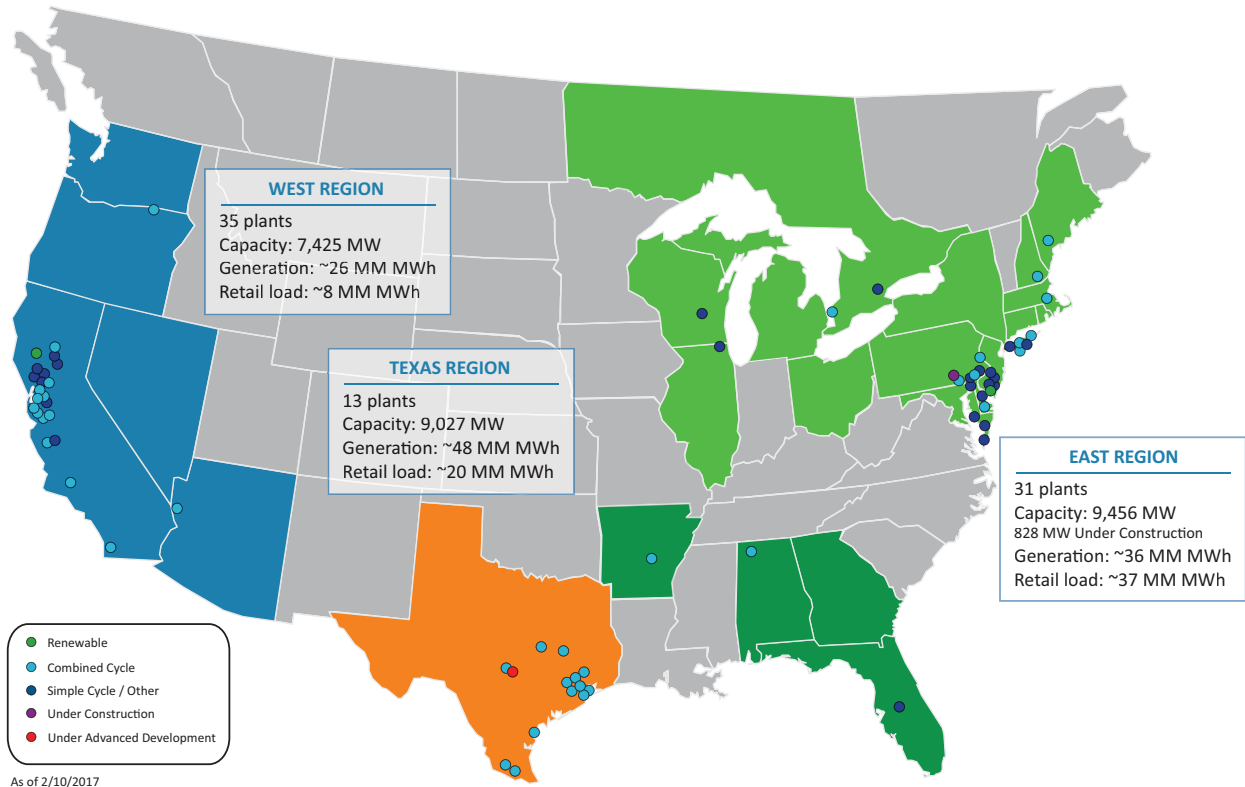 WEST REGION
35 plants
Capacity: 7,425 MW
Generation: ~26 MM MWh
Retail load: ~8 MM MWh
TEXAS REGION
13 plants
Capacity: 9,027 MW
Generation: ~48 MM MWh
Retail load: ~20 MM MWh
EAST REGION
31 plants
Capacity: 9,456 MW
828 MW Under Construction
Generation: ~36 MM MWh
Retail load: ~37 MM MWh
Renewable
Combined Cycle
Simple Cycle / Other
Under Construction
Under Advanced Development
As of 2/10/2017